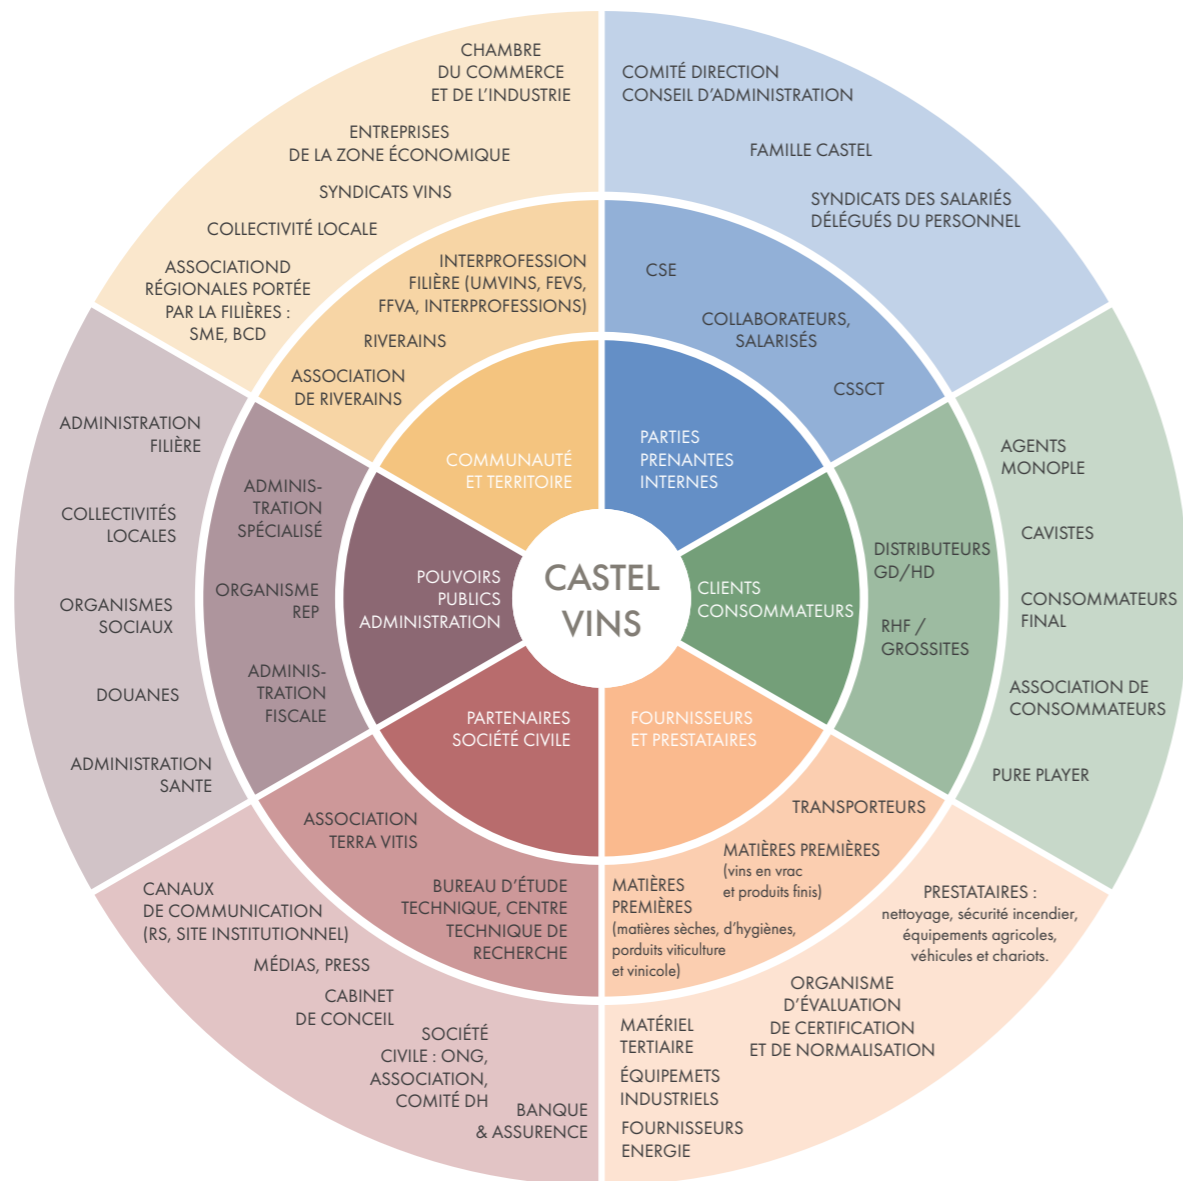 CHAMBRE
DU COMMERCE
ET DE L'INDUSTRIE
ENTREPRISES
DE LA ZONE ÉCONOMIQUE
SYNDICATS VINS
COLLECTIVITÉ LOCALE
ASSOCIATIOND
RÉGIONALES PORTÉE
PAR LA FILIÈRES :
SME, BCD
INTERPROFESSION
FILIÈRE (UMVINS, FEVS,
FFVA, INTERPROFESSIONS)
RIVERAINS
ASSOCIATION
DE RIVERAINS
COMMUNAUTÉ
ET TERRITOIRE
COMITÉ DIRECTION
CONSEIL D'ADMINISTRATION
FAMILLE CASTEL
SYNDICATS DES SALARIÉS
DÉLÉGUÉS DU PERSONNEL
CSE
COLLABORATEURS,
SALARISÉS
CSSCT
PARTIES
PRENANTES
INTERNES
ADMINISTRATION
FILIÈRE
COLLECTIVITÉS
LOCALES
ORGANISMES
SOCIAUX
DOUANES
ADMINISTRATION
SANTE
ADMINIS-
TRATION
SPÉCIALISÉ
ORGANISME
REP
ADMINIS-
TRATION
FISCALE
POUVOIRS
PUBLICS
ADMINISTRATION
CASTEL
VINS
CLIENTS
CONSOMMATEURS
DISTRIBUTEURS
GD/HD
RHF /
GROSSITES
AGENTS
MONOPLE
CAVISTES
CONSOMMATEURS
FINAL
ASSOCIATION DE
CONSOMMATEURS
PURE PLAYER
PARTENAIRES
SOCIÉTÉ CIVILE
ASSOCIATION
TERRA VITIS
BUREAU D'ÉTUDE
TECHNIQUE, CENTRE
TECHNIQUE DE
RECHERCHE
CANAUX
DE COMMUNICATION
(RS, SITE INSTITUTIONNEL)
MÉDIAS, PRESS
CABINET
DE CONCEIL
SOCIÉTÉ
CIVILE : ONG,
ASSOCIATION,
COMITÉ DH
BANQUE
& ASSURENCE
FOURNISSEURS
ET PRESTATAIRES
TRANSPORTEURS
MATIÈRES PREMIÈRES
(vins en vrac
et produits finis)
MATIÈRES
PREMIÈRES
(matières sèches, d'hygiènes,
porduits viticulture
et vinicole)
PRESTATAIRES :
nettoyage, sécurité incendier,
équipements agricoles,
véhicules et chariots.
ORGANISME
D'ÉVALUATION
DE CERTIFICATION
ET DE NORMALISATION
MATÉRIEL
TERTIAIRE
ÉQUIPEMETS
INDUSTRIELS
FOURNISSEURS
ENERGIE